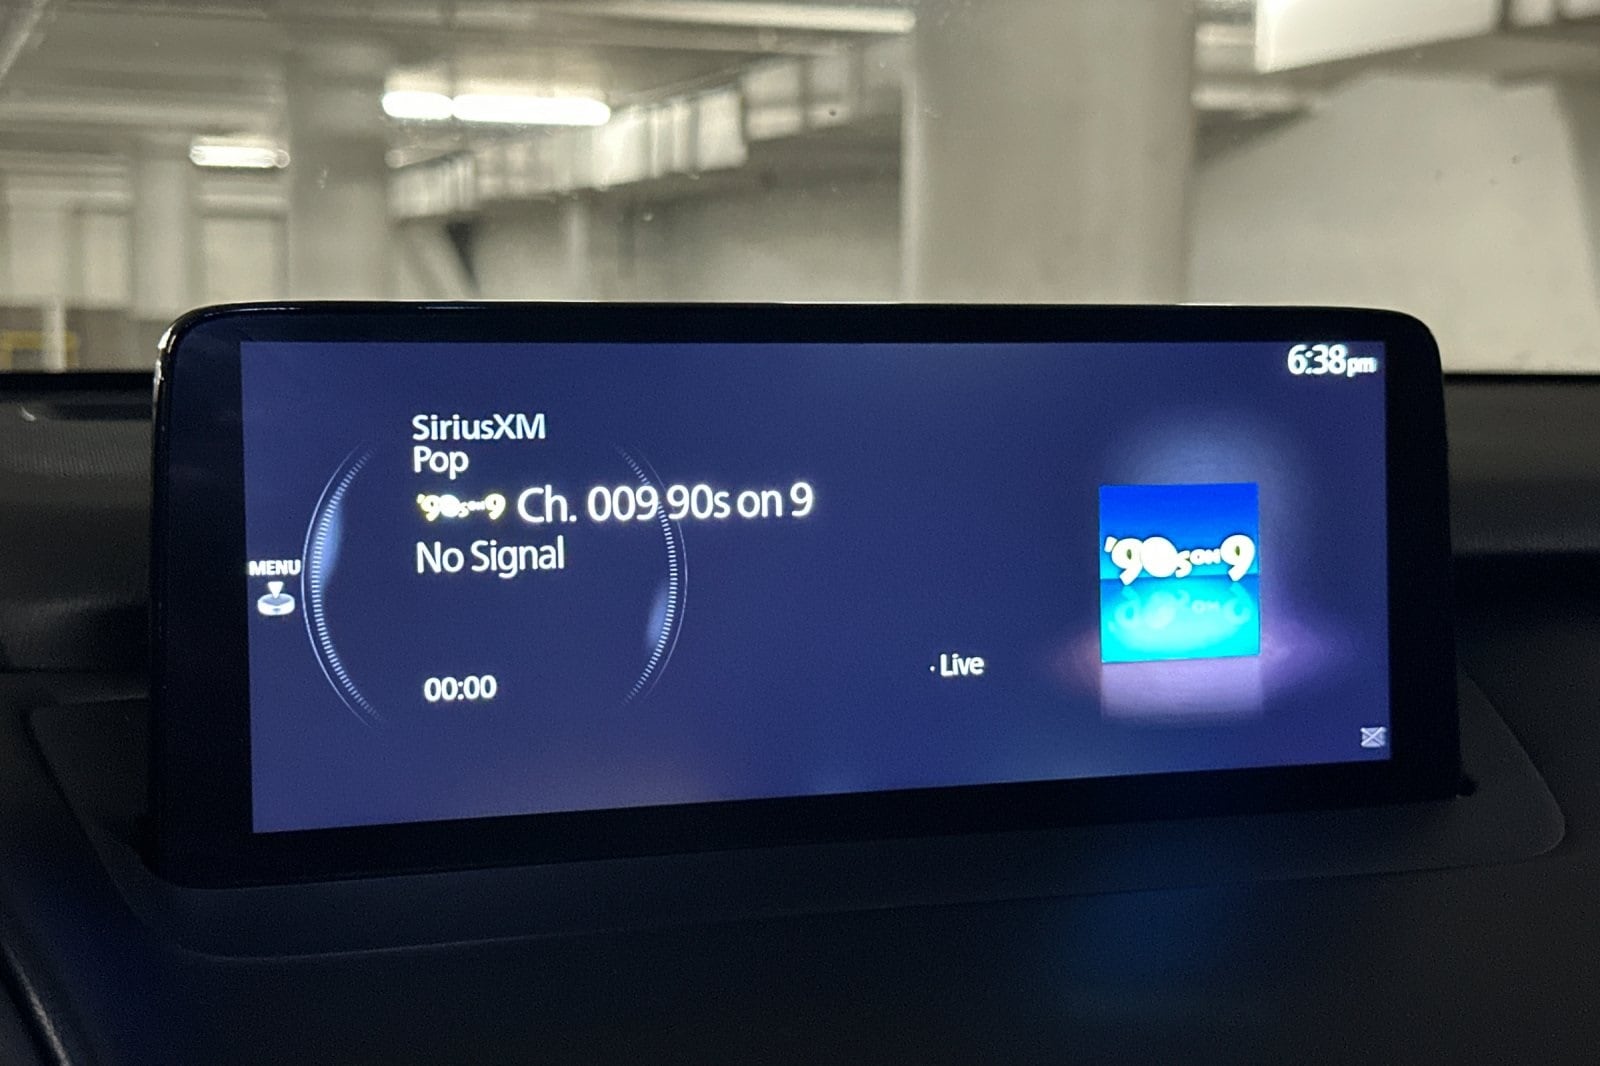 6:38pm
SiriusXM
Pop
'90s on 9 Ch. 009 90s on 9
No Signal
MENU
'90s on 9
· Live
00:00